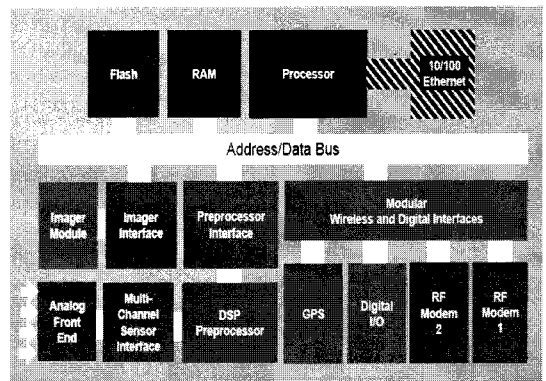 Flash
RAM
Processor
10/100
Ethernet
Address/Data Bus
Imager
Module
Imager
Interface
Preprocessor
Interface
Modular
Wireless and Digital Interfaces
Analog
Front
End
Multi-
Channel
Sensor
Interface
DSP
Preprocessor
GPS
Digital
I/O
RF
Modem
2
RF
Modem
1